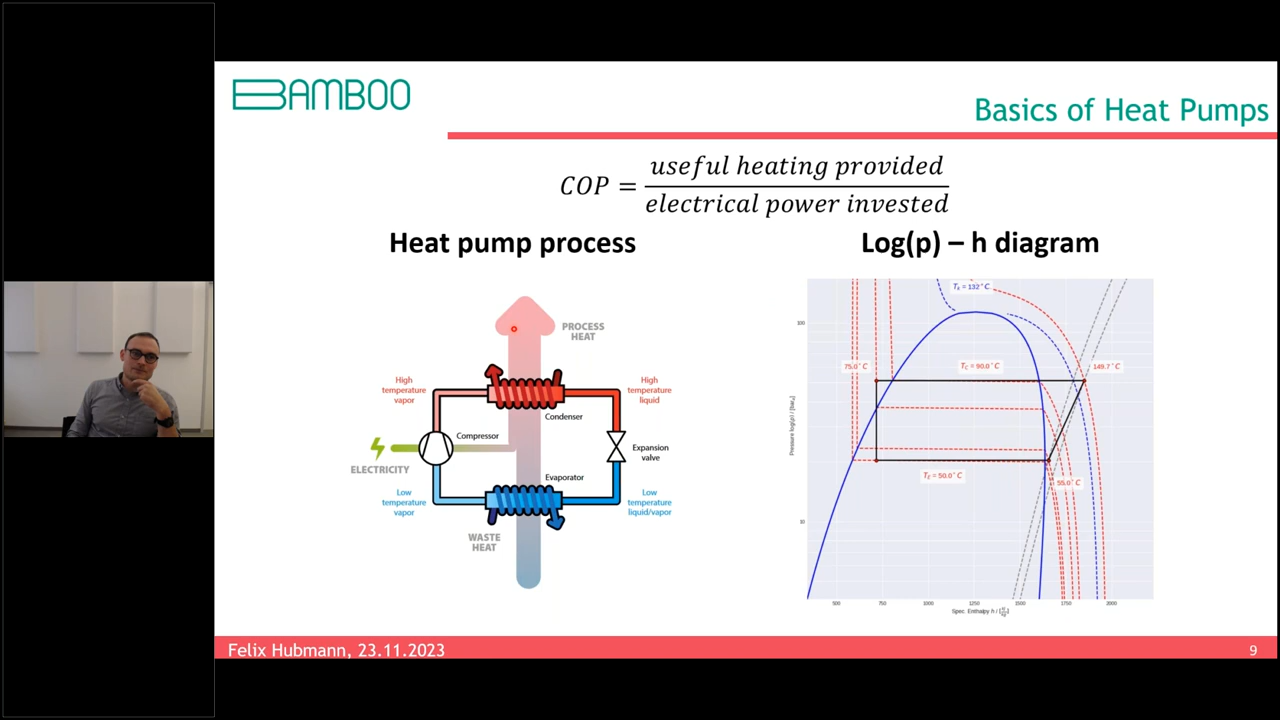 BAMBOO
Basics of Heat Pumps
COP = useful heating provided / electrical power invested
Heat pump process
Log(p) – h diagram
PROCESS
HEAT
High
temperature
vapor
High
temperature
liquid
Condenser
Compressor
Expansion
valve
ELECTRICITY
Evaporator
Low
temperature
vapor
Low
temperature
liquid/vapor
WASTE
HEAT
100
10
Pressure log(p) / [bar
75.0°C
T_C = 90.0°C
149.7°C
T_E = 50.0°C
55.0°C
= 132°C
500
750
1000
1250
1500
1750
2000
Spec. Enthalpy h / [kJ/kg]
Felix Hubmann, 23.11.2023
9